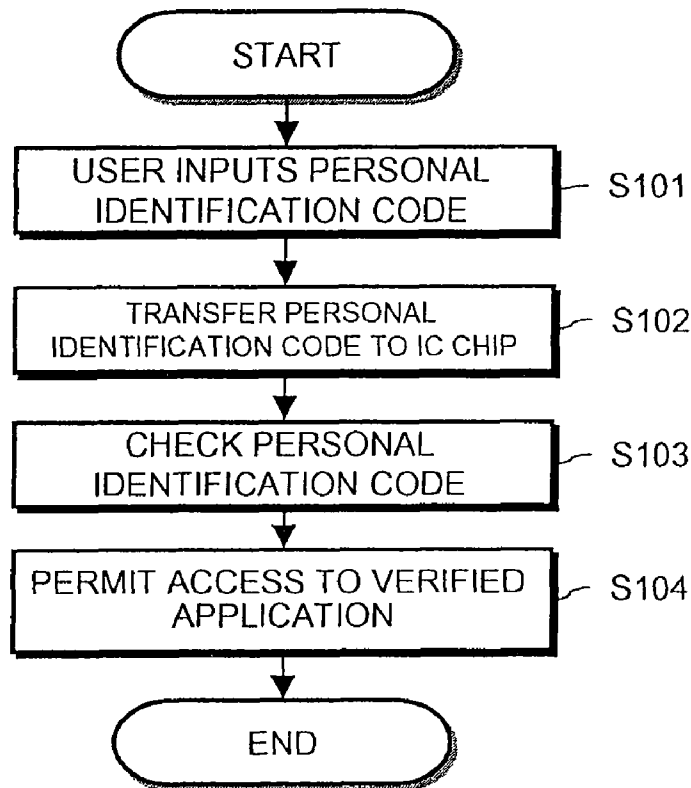 START
USER INPUTS PERSONAL
IDENTIFICATION CODE
S101
TRANSFER PERSONAL
IDENTIFICATION CODE TO IC CHIP
S102
CHECK PERSONAL
IDENTIFICATION CODE
S103
PERMIT ACCESS TO VERIFIED
APPLICATION
S104
END